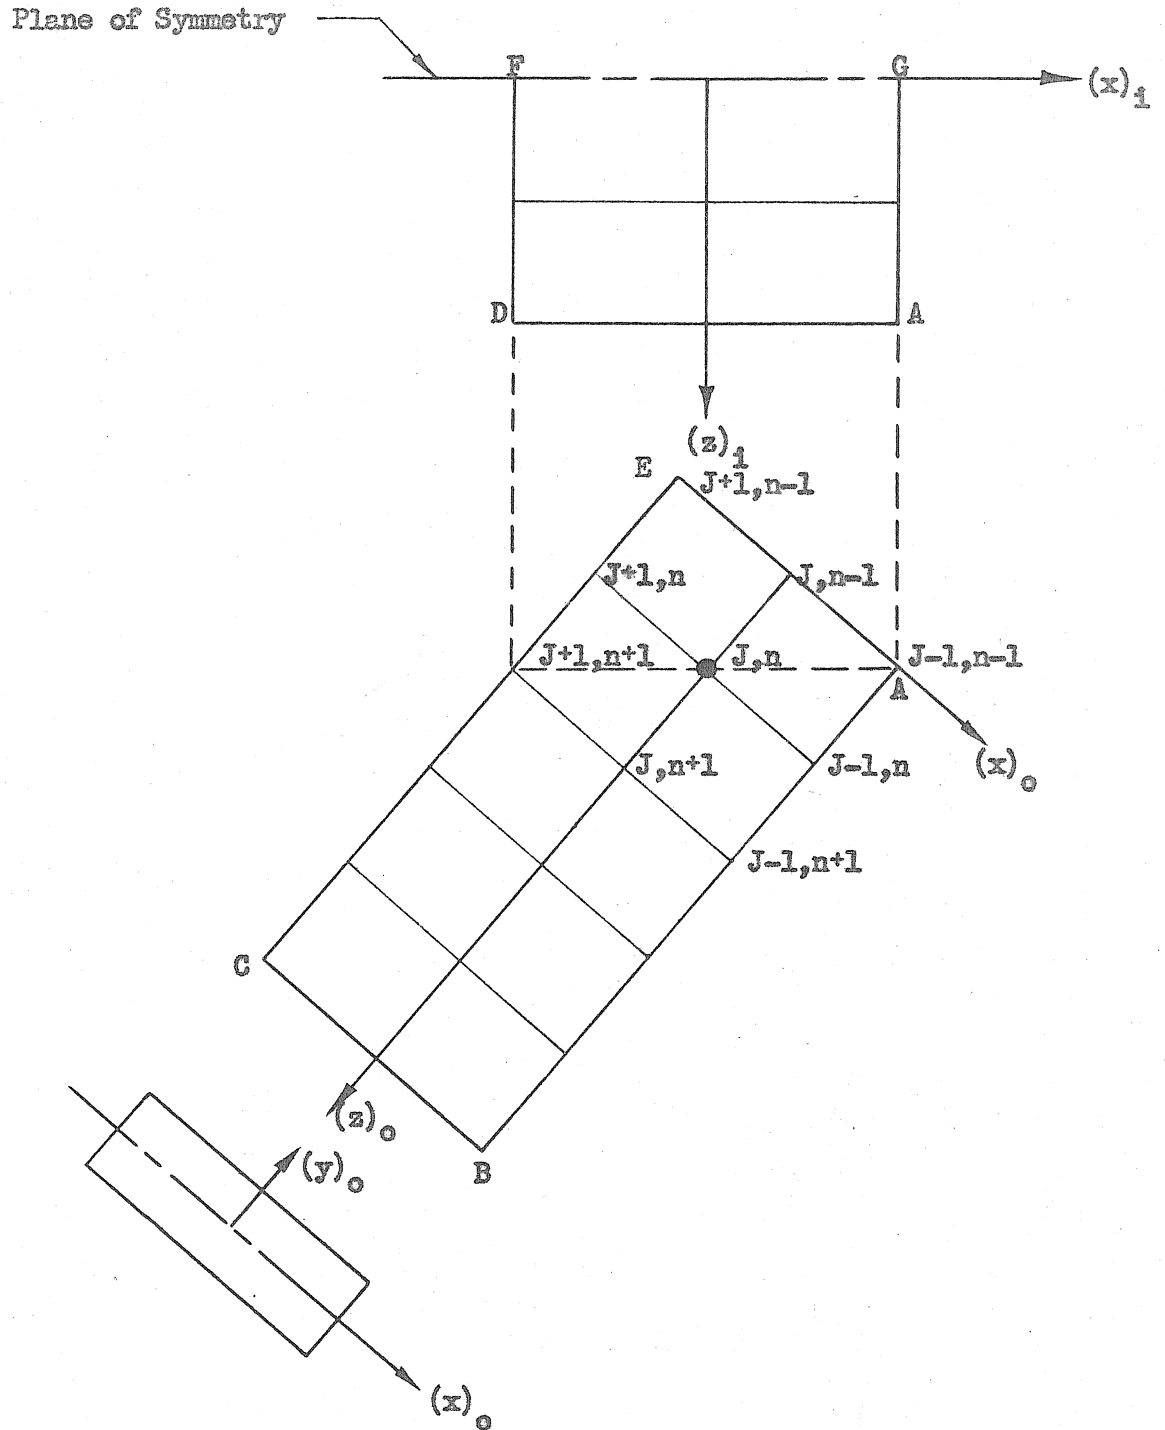 Plane of Symmetry
F
G
(x)i
D
A
(z)i
E
J+1,n-1
J+1,n
J,n-1
J+1,n+1
J,n
J-1,n-1
A
J,n+1
J-1,n
(x)o
J-1,n+1
C
(z)o
(y)o
B
(x)o